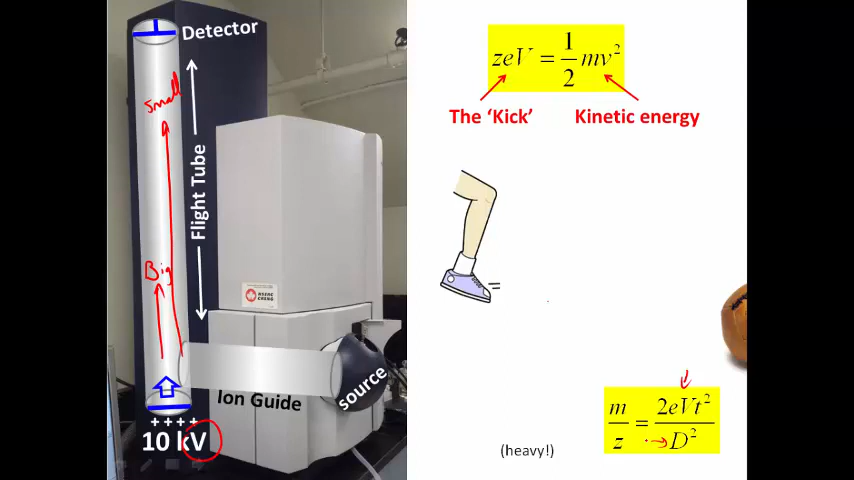 Detector
small
Flight Tube
Big
Ion Guide
source
++++
10 kV
zeV = 1/2 mv²
The ‘Kick’
Kinetic energy
(heavy!)
m/z = 2eVt²/D²